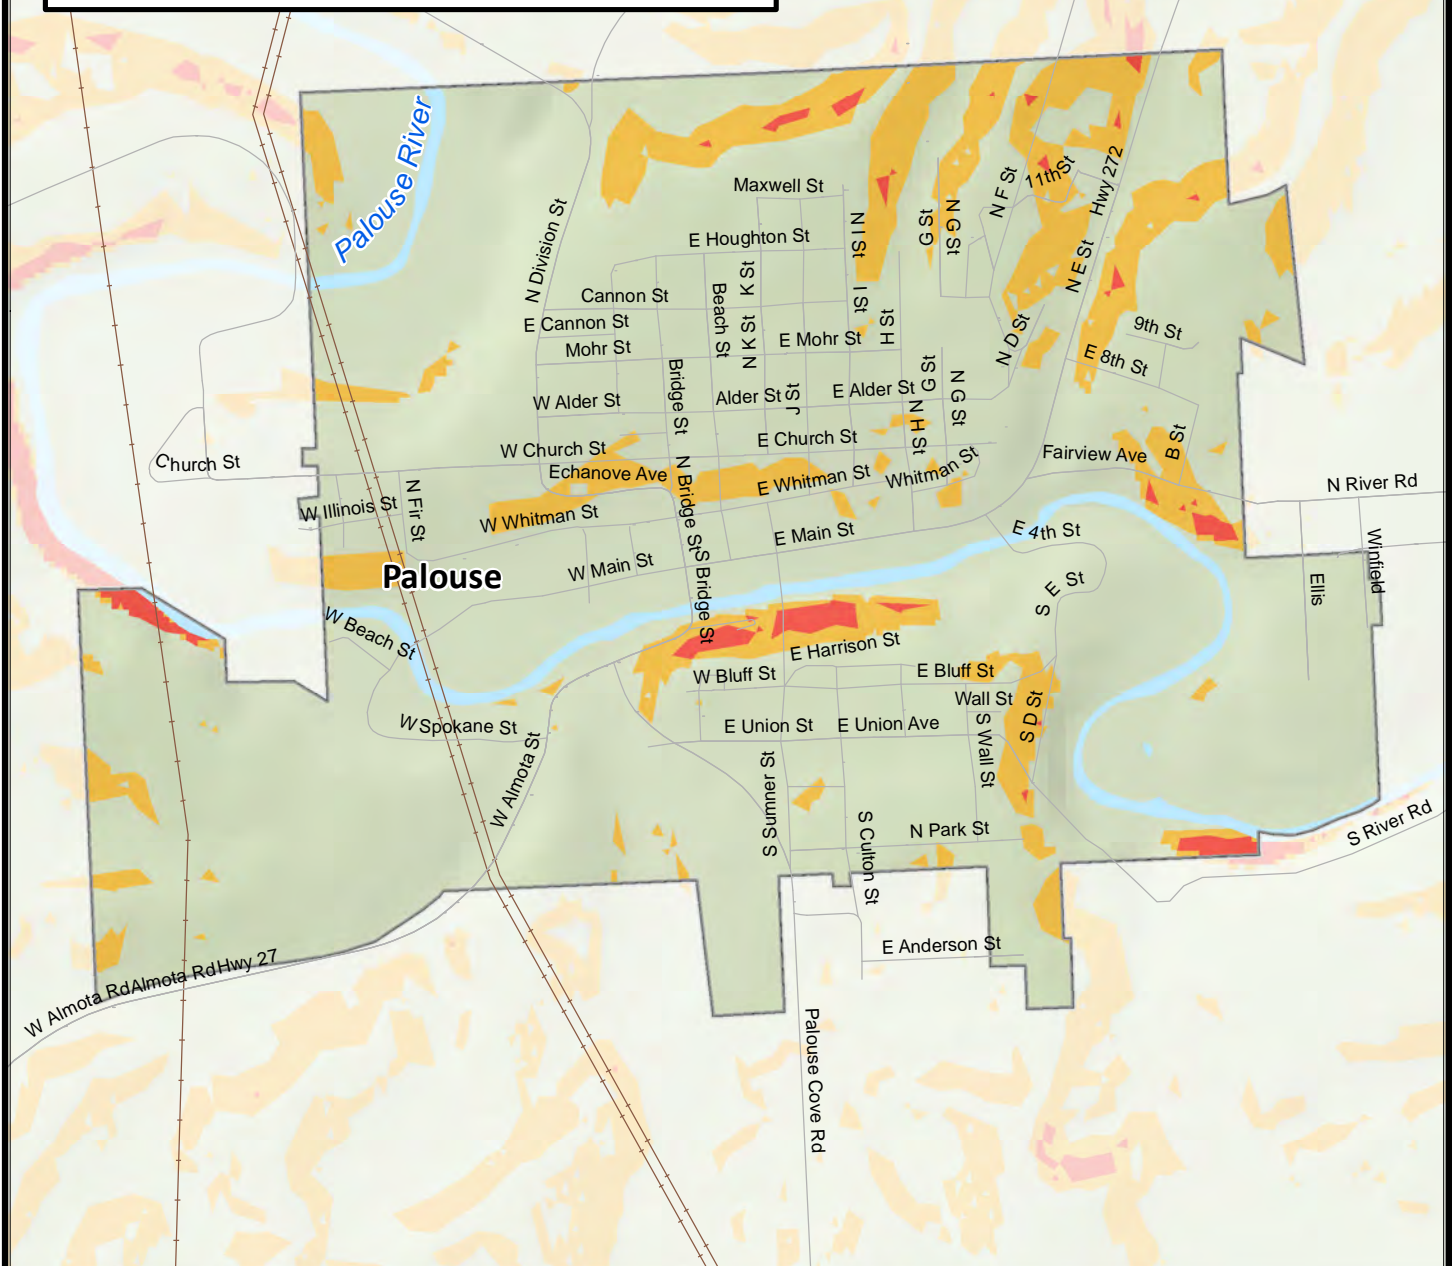 Palouse River
Maxwell St
11th St
N F St
Hwy 272
N Division St
E Houghton St
N I St
G St
N G St
N E St
K St
Cannon St
Beach St
I St
H St
E Cannon St
N K St
E Mohr St
Mohr St
N D St
9th St
E 8th St
Bridge St
W Alder St
Alder St
J St
E Alder St
G St
N H St
N G St
W Church St
E Church St
Church St
Echanove Ave
N Bridge St
E Whitman St
Whitman St
Fairview Ave
B St
N River Rd
W Illinois St
N Fir St
W Whitman St
E Main St
E 4th St
Winfield
Palouse
W Main St
S Bridge St
S E St
Ellis
W Beach St
E Harrison St
W Bluff St
E Bluff St
Wall St
S D St
W Spokane St
E Union St
E Union Ave
S Wall St
W Almota St
S Summer St
S Culton St
N Park St
S River Rd
E Anderson St
W Almota Rd
Almota Rd
Hwy 27
Palouse Cove Rd